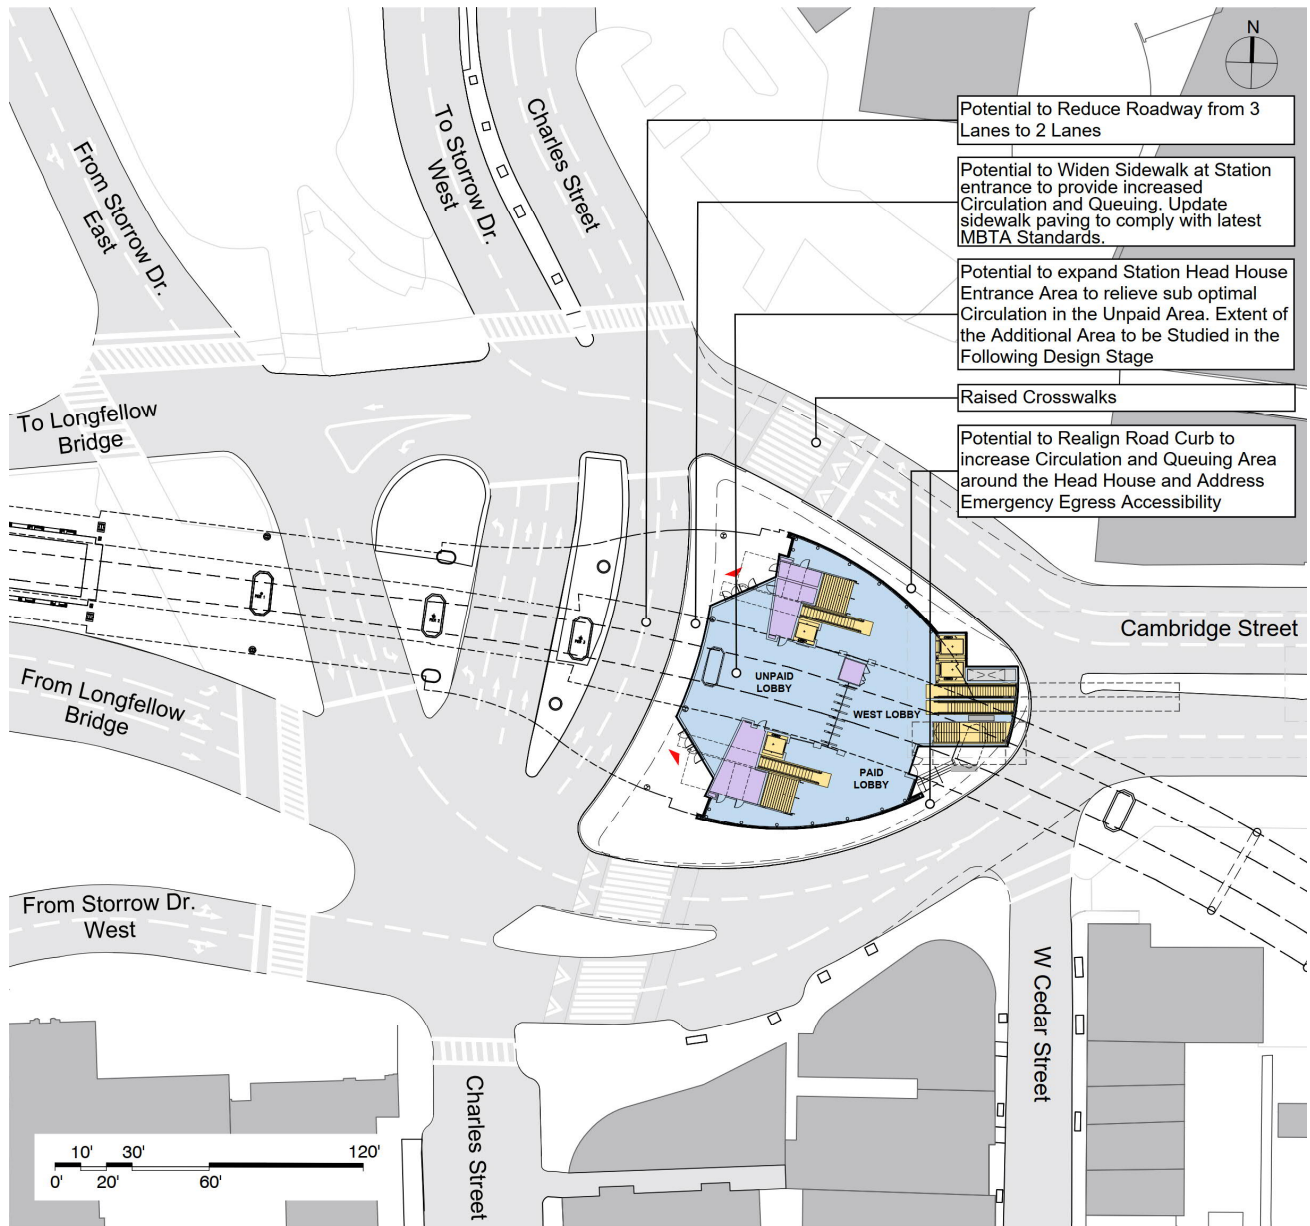 N
Potential to Reduce Roadway from 3
Lanes to 2 Lanes
Potential to Widen Sidewalk at Station
entrance to provide increased
Circulation and Queuing. Update
sidewalk paving to comply with latest
MBTA Standards.
Potential to expand Station Head House
Entrance Area to relieve sub optimal
Circulation in the Unpaid Area. Extent of
the Additional Area to be Studied in the
Following Design Stage
Raised Crosswalks
Potential to Realign Road Curb to
increase Circulation and Queuing Area
around the Head House and Address
Emergency Egress Accessibility
From Storrow Dr.
East
To Storrow Dr.
West
Charles Street
To Longfellow
Bridge
From Longfellow
Bridge
Cambridge Street
UNPAID
LOBBY
WEST LOBBY
PAID
LOBBY
From Storrow Dr.
West
W Cedar Street
Charles Street
10' 30' 120'
0' 20' 60'